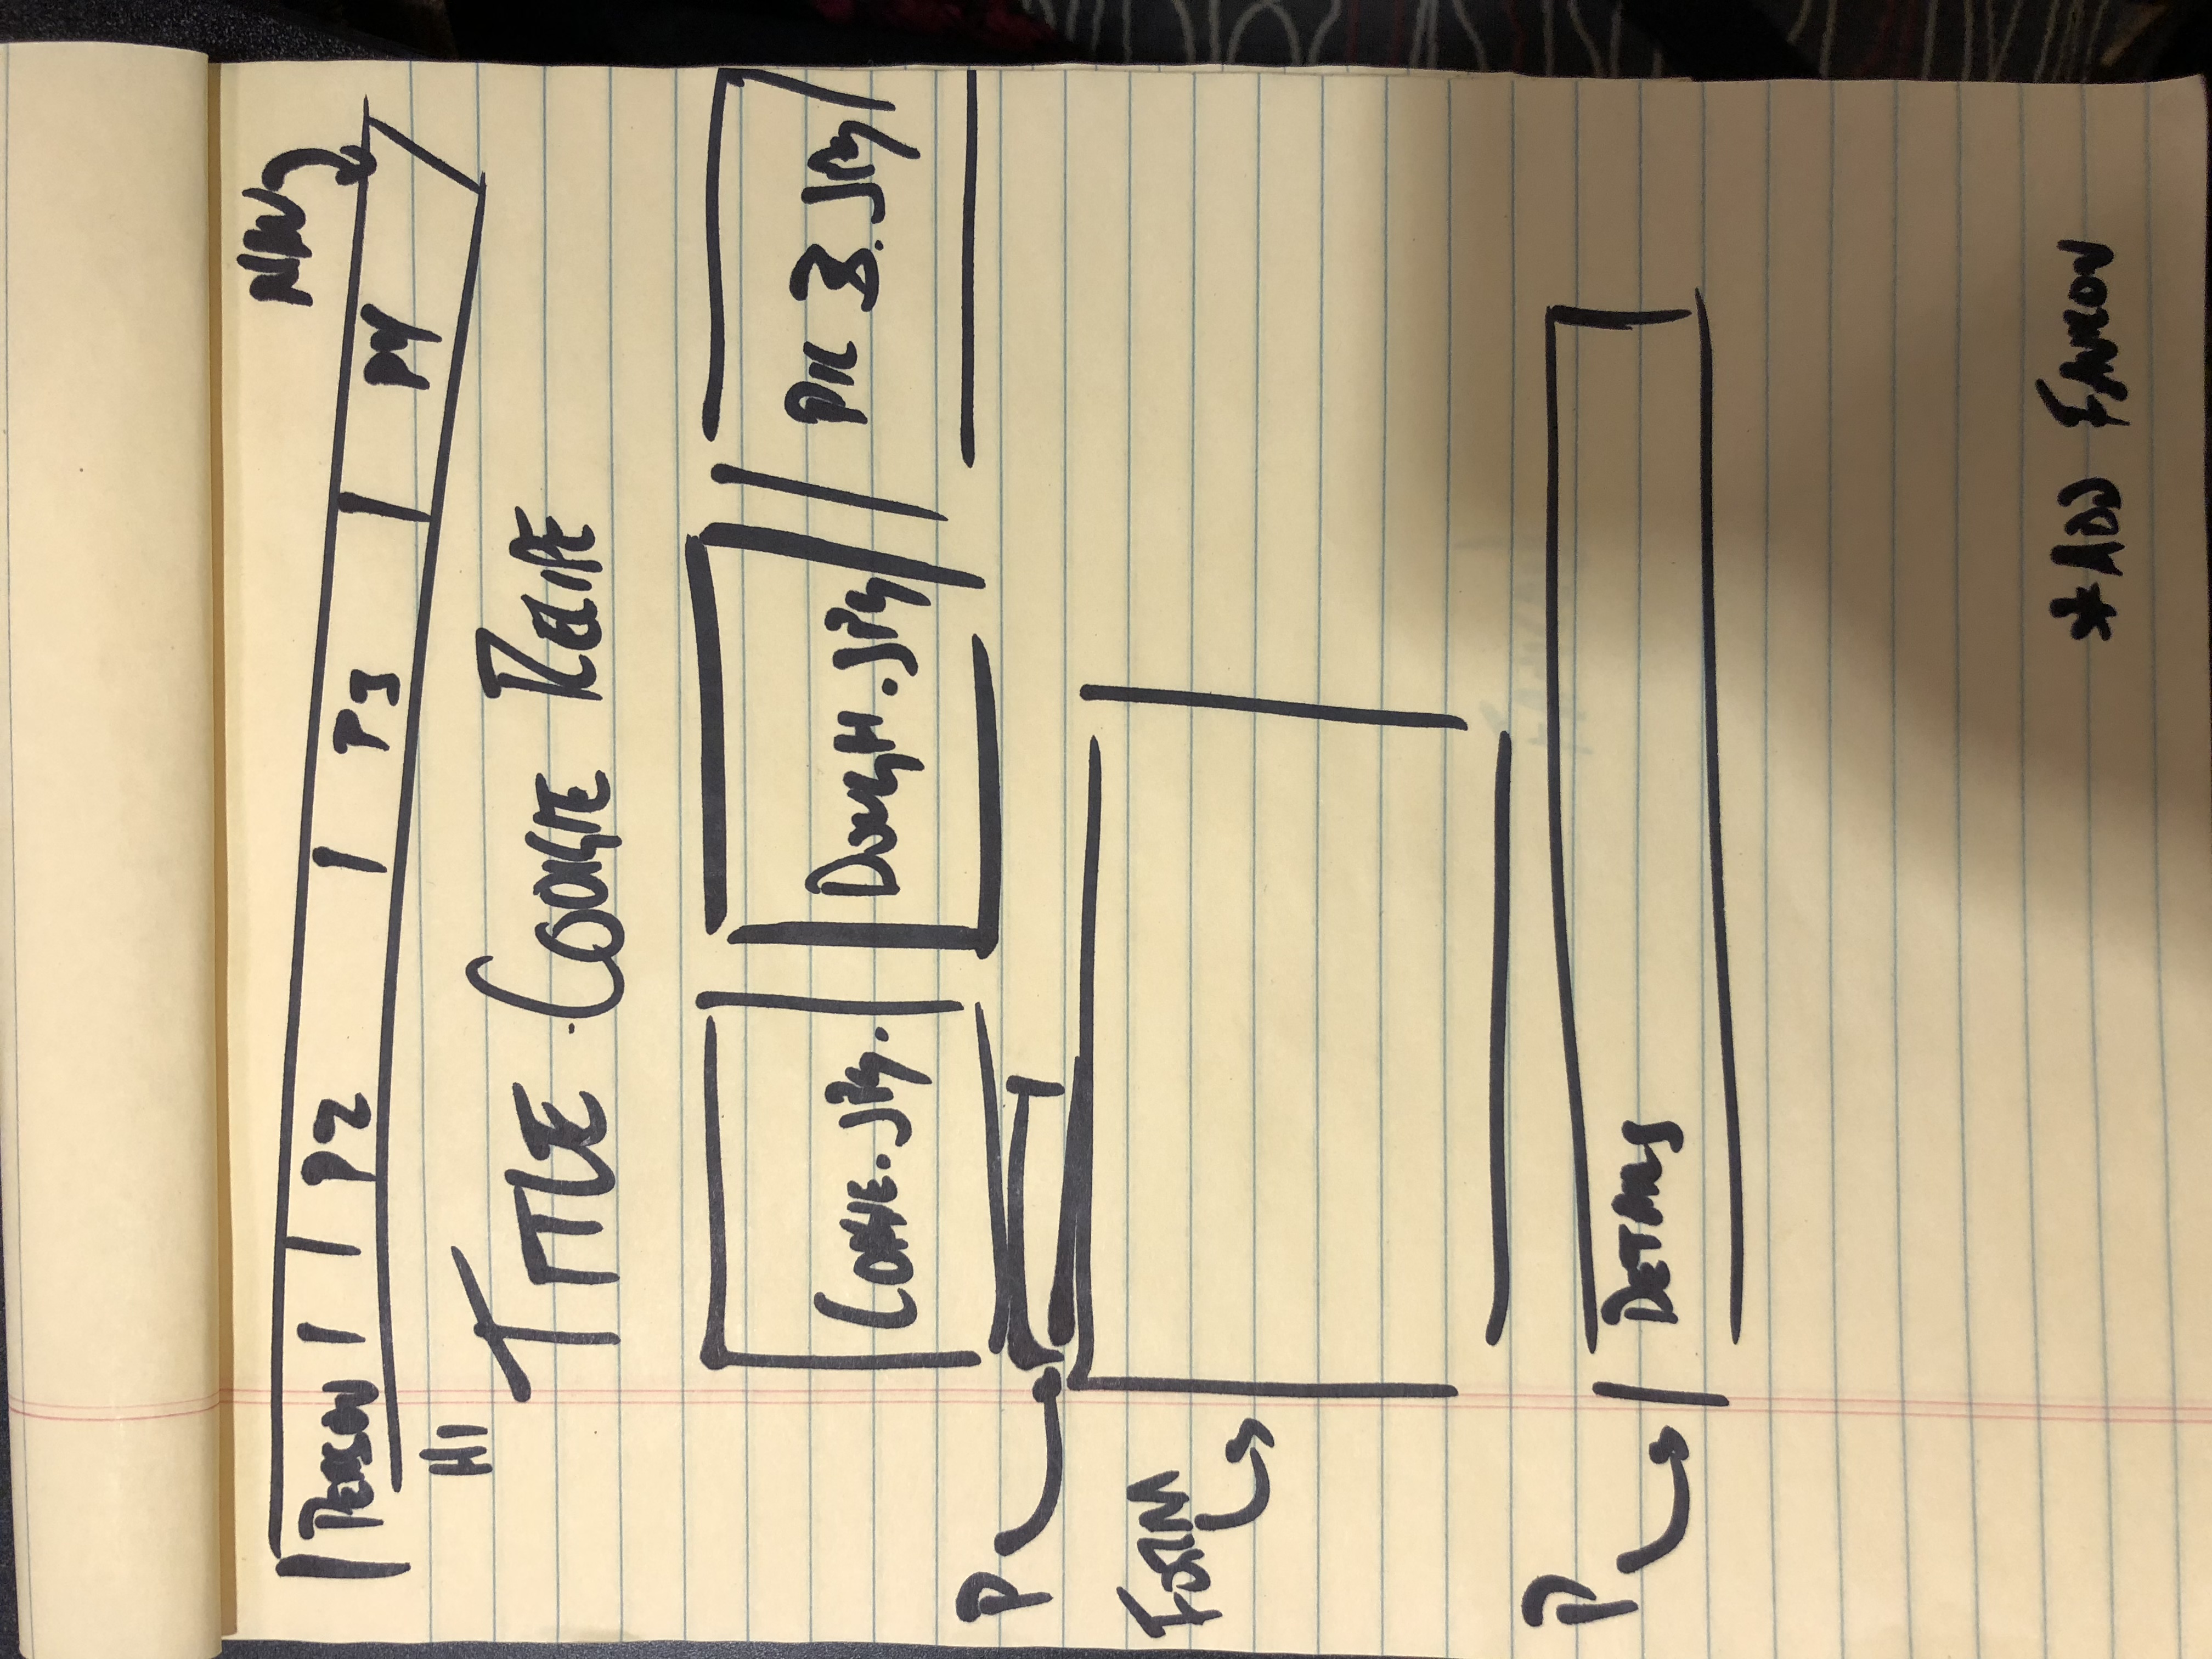 NAV
PERSON P2 P3 P4
H1
TITLE COOKIE RECIPE
COOKIE.JPG. DOUGH.JPG PIC 3.JPG
P
FORM
P
DETAILS
*ADD FAVICON